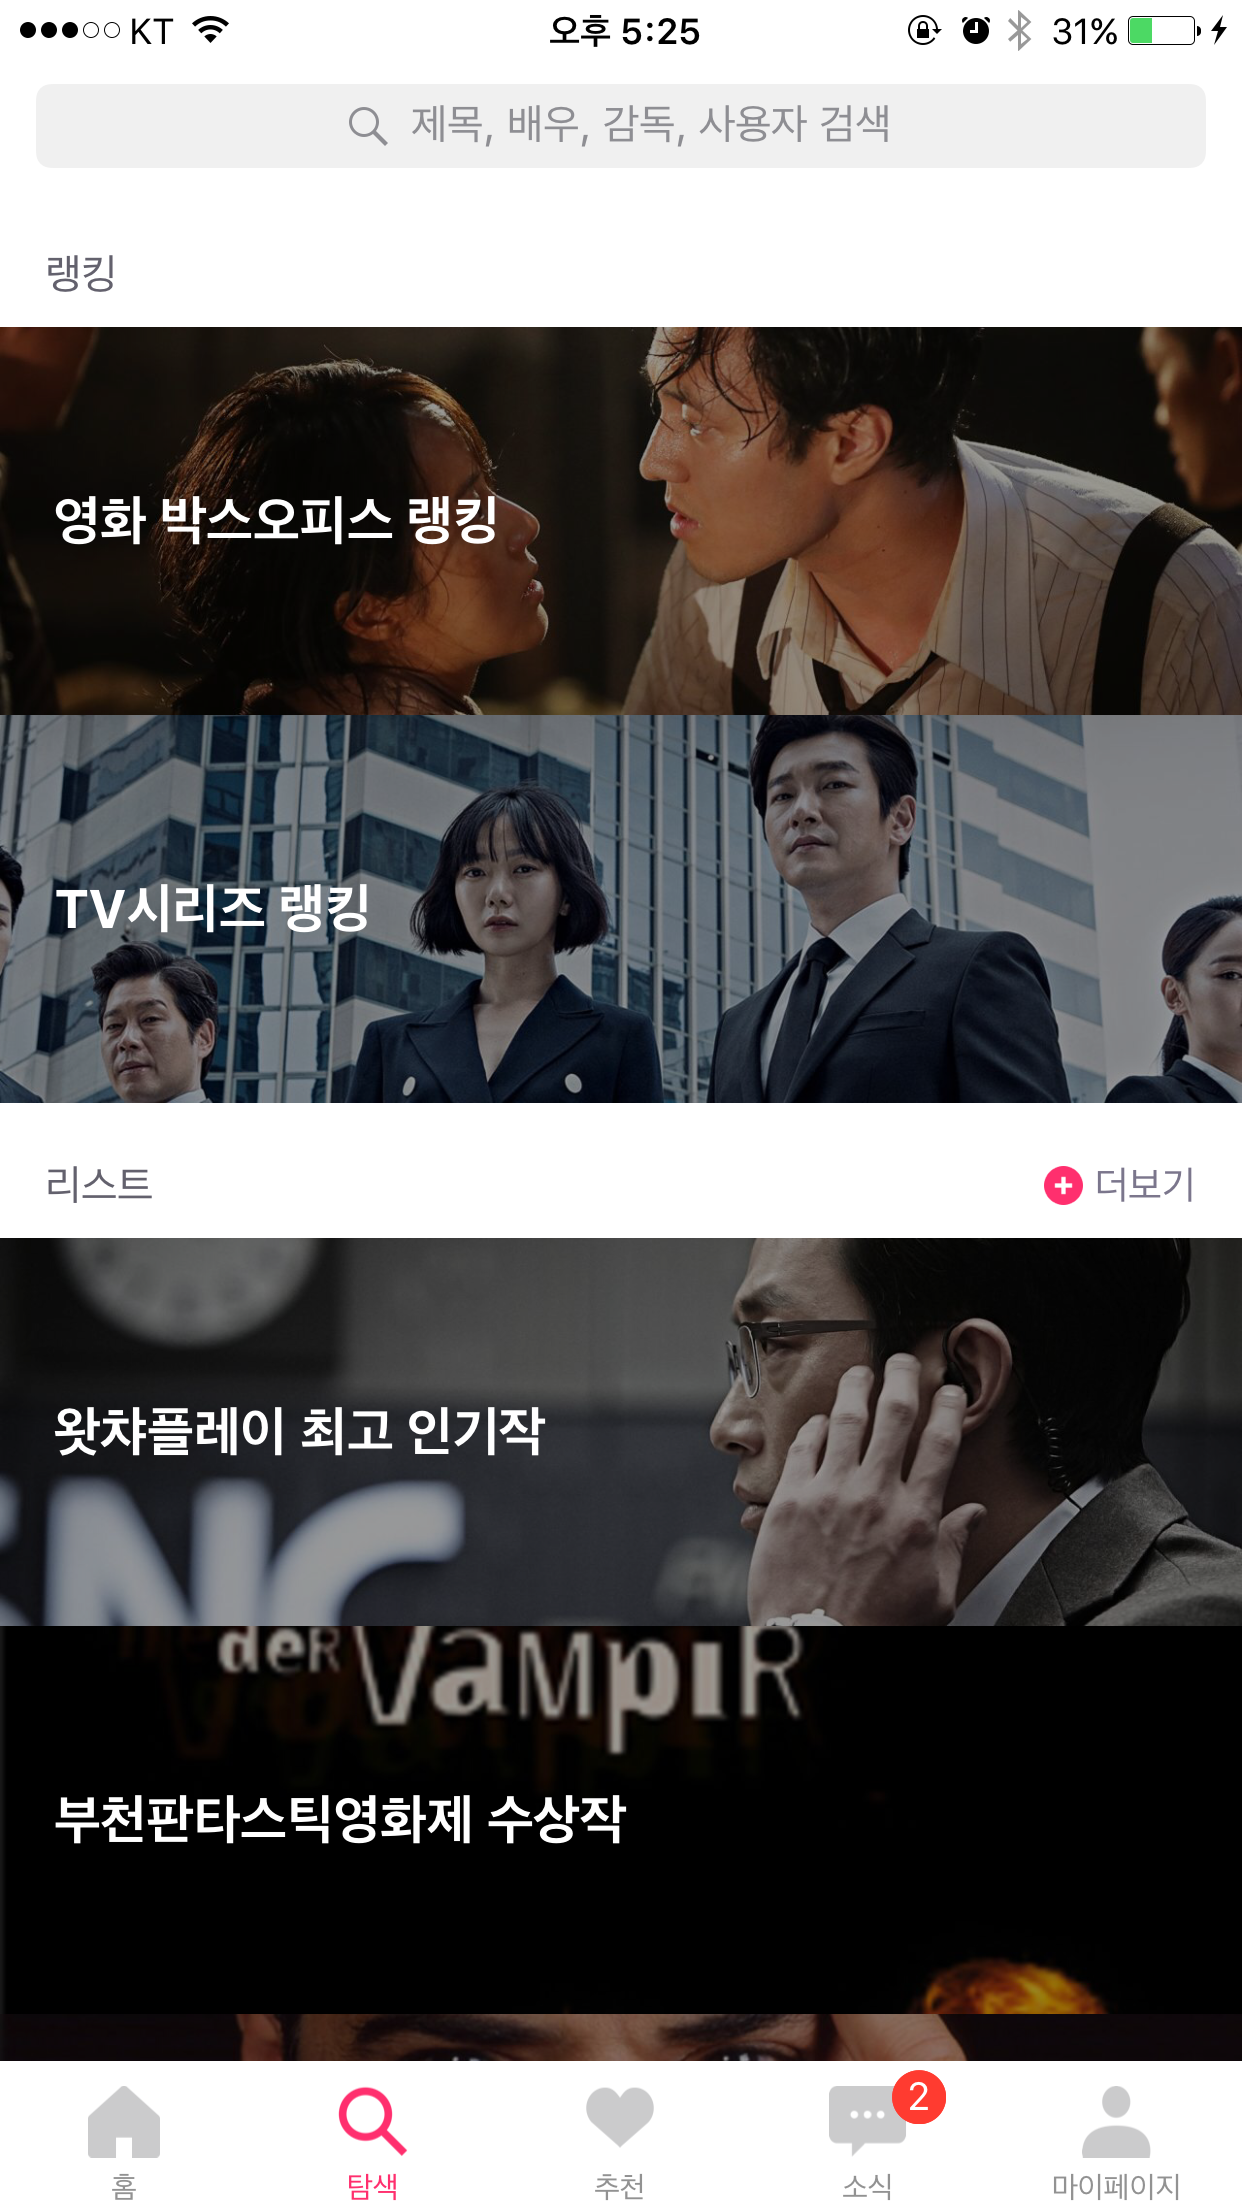 KT 오후 5:25 31%
제목, 배우, 감독, 사용자 검색
랭킹
영화 박스오피스 랭킹
TV시리즈 랭킹
리스트 더보기
왓챠플레이 최고 인기작
NC
deR VaMpiR
부천판타스틱영화제 수상작
2
홈 탐색 추천 소식 마이페이지